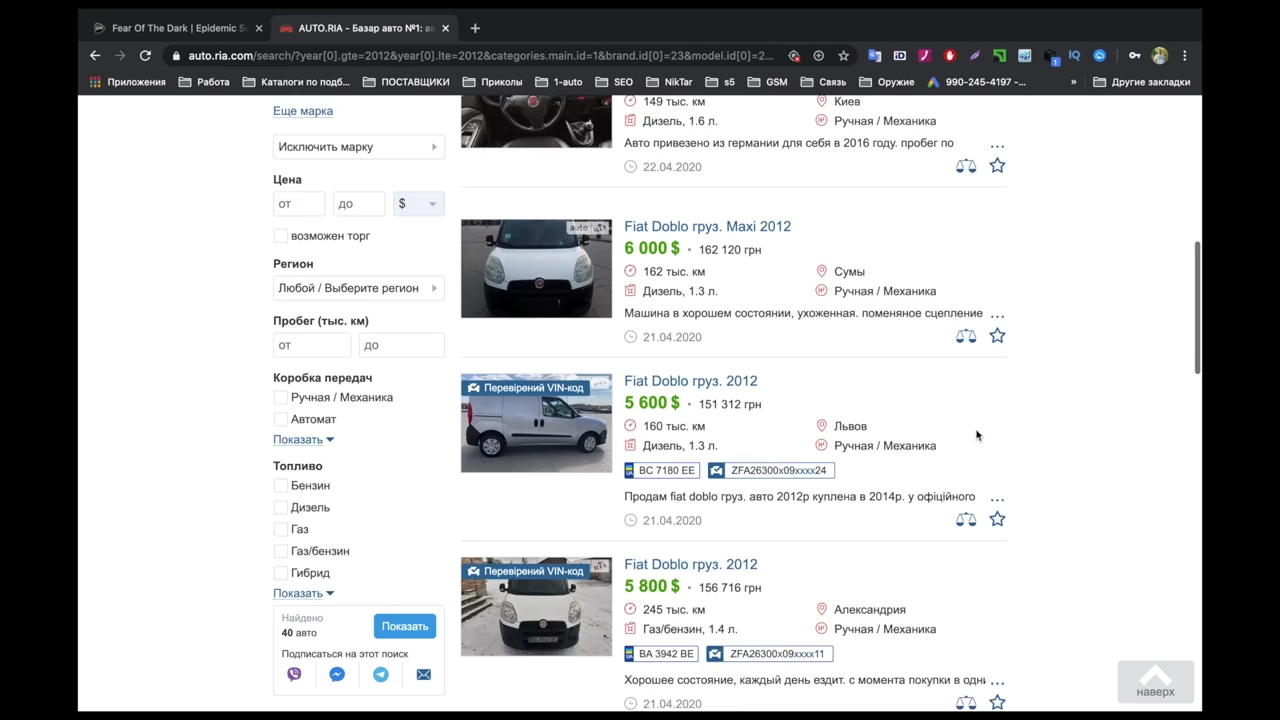 Fear Of The Dark | Epidemic So
AUTO.RIA - Базар авто №1: ав
auto.ria.com/search/?year[0].gte=2012&year[0].lte=2012&categories.main.id=1&brand.id[0]=23&model.id[0]=2...
Приложения
Работа
Каталоги по подб...
ПОСТАВЩИКИ
Приколы
1-auto
SEO
NikTar
s5
GSM
Связь
Оружие
990-245-4197 -...
»
Другие закладки
Еще марка
Исключить марку
Цена
от
до
$
возможен торг
Регион
Любой / Выберите регион
Пробег (тыс. км)
от
до
Коробка передач
Ручная / Механика
Автомат
Показать
Топливо
Бензин
Дизель
Газ
Газ/бензин
Гибрид
Показать
Найдено
40 авто
Показать
Подписаться на этот поиск
149 тыс. км
Киев
Дизель, 1.6 л.
Ручная / Механика
Авто привезено из германии для себя в 2016 году. пробег по ...
22.04.2020
Fiat Doblo груз. Maxi 2012
6 000 $ • 162 120 грн
162 тыс. км
Сумы
Дизель, 1.3 л.
Ручная / Механика
Машина в хорошем состоянии, ухоженная. поменяное сцепление ...
21.04.2020
Перевірений VIN-код
Fiat Doblo груз. 2012
5 600 $ • 151 312 грн
160 тыс. км
Львов
Дизель, 1.3 л.
Ручная / Механика
BC 7180 EE
ZFA26300x09xxxx24
Продам fiat doblo груз. авто 2012р куплена в 2014р. у офіційного ...
21.04.2020
Перевірений VIN-код
Fiat Doblo груз. 2012
5 800 $ • 156 716 грн
245 тыс. км
Александрия
Газ/бензин, 1.4 л.
Ручная / Механика
BA 3942 BE
ZFA26300x09xxxx11
Хорошее состояние, каждый день ездит. с момента покупки в одни ...
21.04.2020
наверх